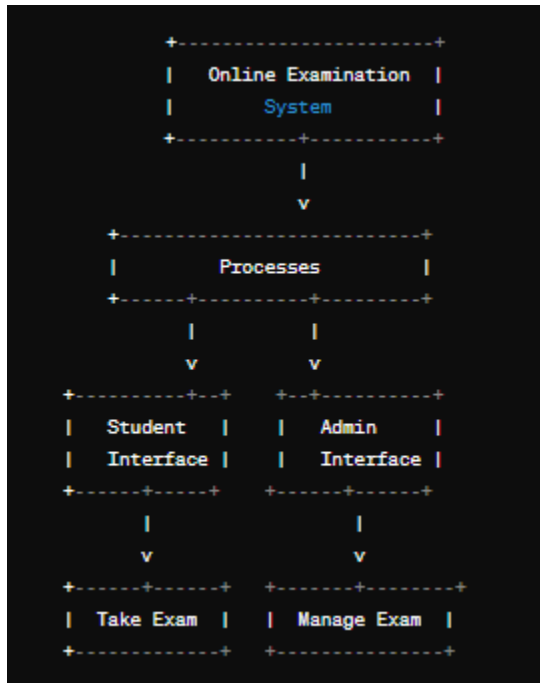 +-----------------------+
| Online Examination |
| System |
+-----------+-----------+
|
v
+---------------------------+
| Processes |
+------+----------+---------+
| |
v v
+----------+--+ +--+----------+
| Student | | Admin |
| Interface | | Interface |
+------+-----+ +------+------+
| |
v v
+------+------+ +-------+--------+
| Take Exam | | Manage Exam |
+-------------+ +---------------+